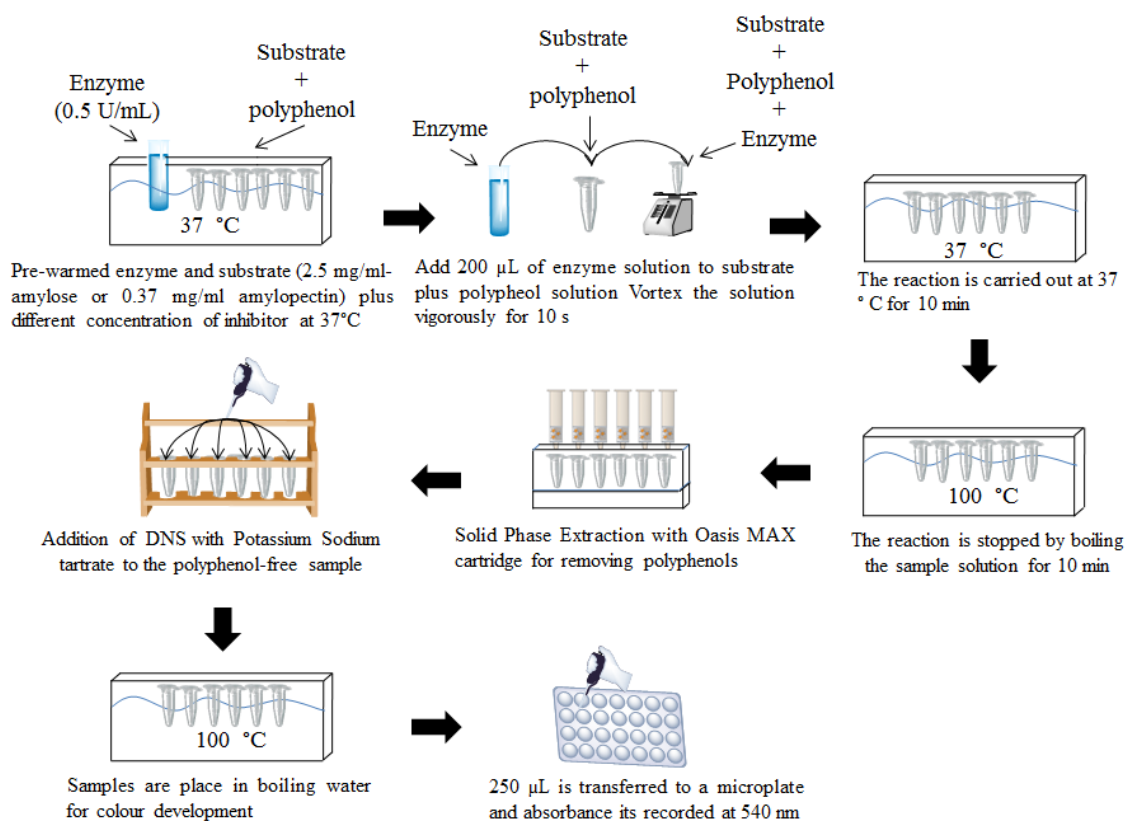 Enzyme
(0.5 U/mL)
Substrate
+
polyphenol
37 °C
Pre-warmed enzyme and substrate (2.5 mg/ml-
amylose or 0.37 mg/ml amylopectin) plus
different concentration of inhibitor at 37°C
Enzyme
Substrate
+
polyphenol
Substrate
+
Polyphenol
+
Enzyme
Add 200 µL of enzyme solution to substrate
plus polypheol solution Vortex the solution
vigorously for 10 s
37 °C
The reaction is carried out at 37
° C for 10 min
100 °C
The reaction is stopped by boiling
the sample solution for 10 min
Solid Phase Extraction with Oasis MAX
cartridge for removing polyphenols
Addition of DNS with Potassium Sodium
tartrate to the polyphenol-free sample
100 °C
Samples are place in boiling water
for colour development
250 µL is transferred to a microplate
and absorbance its recorded at 540 nm